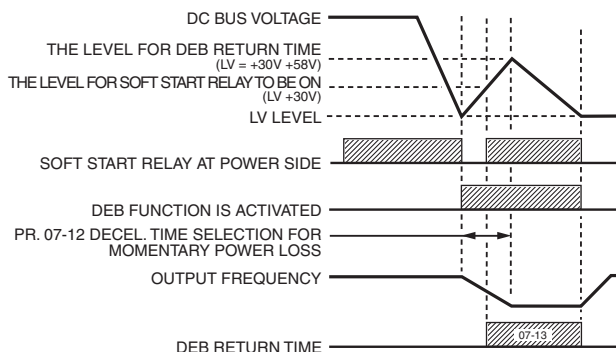 DC BUS VOLTAGE
THE LEVEL FOR DEB RETURN TIME
(LV = +30V +58V)
THE LEVEL FOR SOFT START RELAY TO BE ON
(LV +30V)
LV LEVEL
SOFT START RELAY AT POWER SIDE
DEB FUNCTION IS ACTIVATED
PR. 07-12 DECEL. TIME SELECTION FOR
MOMENTARY POWER LOSS
OUTPUT FREQUENCY
07-13
DEB RETURN TIME